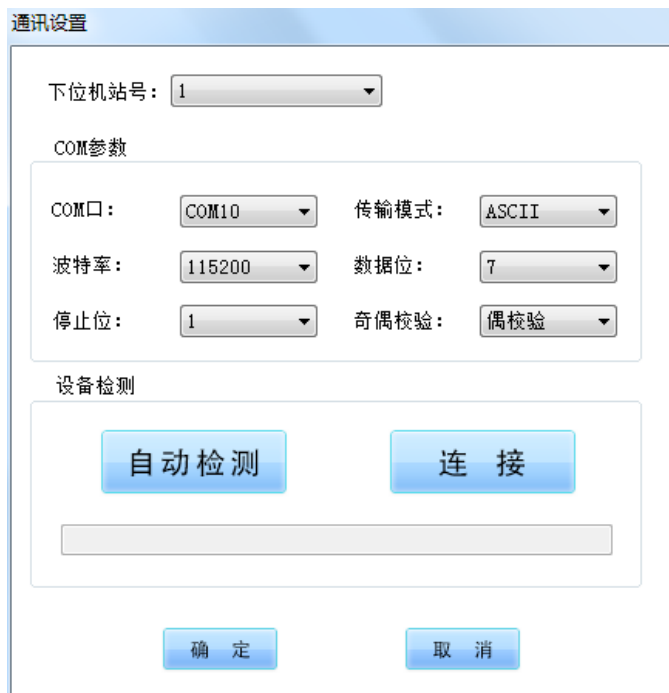 通讯设置
下位机站号: 1
COM参数
COM口: COM10 传输模式: ASCII
波特率: 115200 数据位: 7
停止位: 1 奇偶校验: 偶校验
设备检测
自动检测 连 接
确 定 取 消